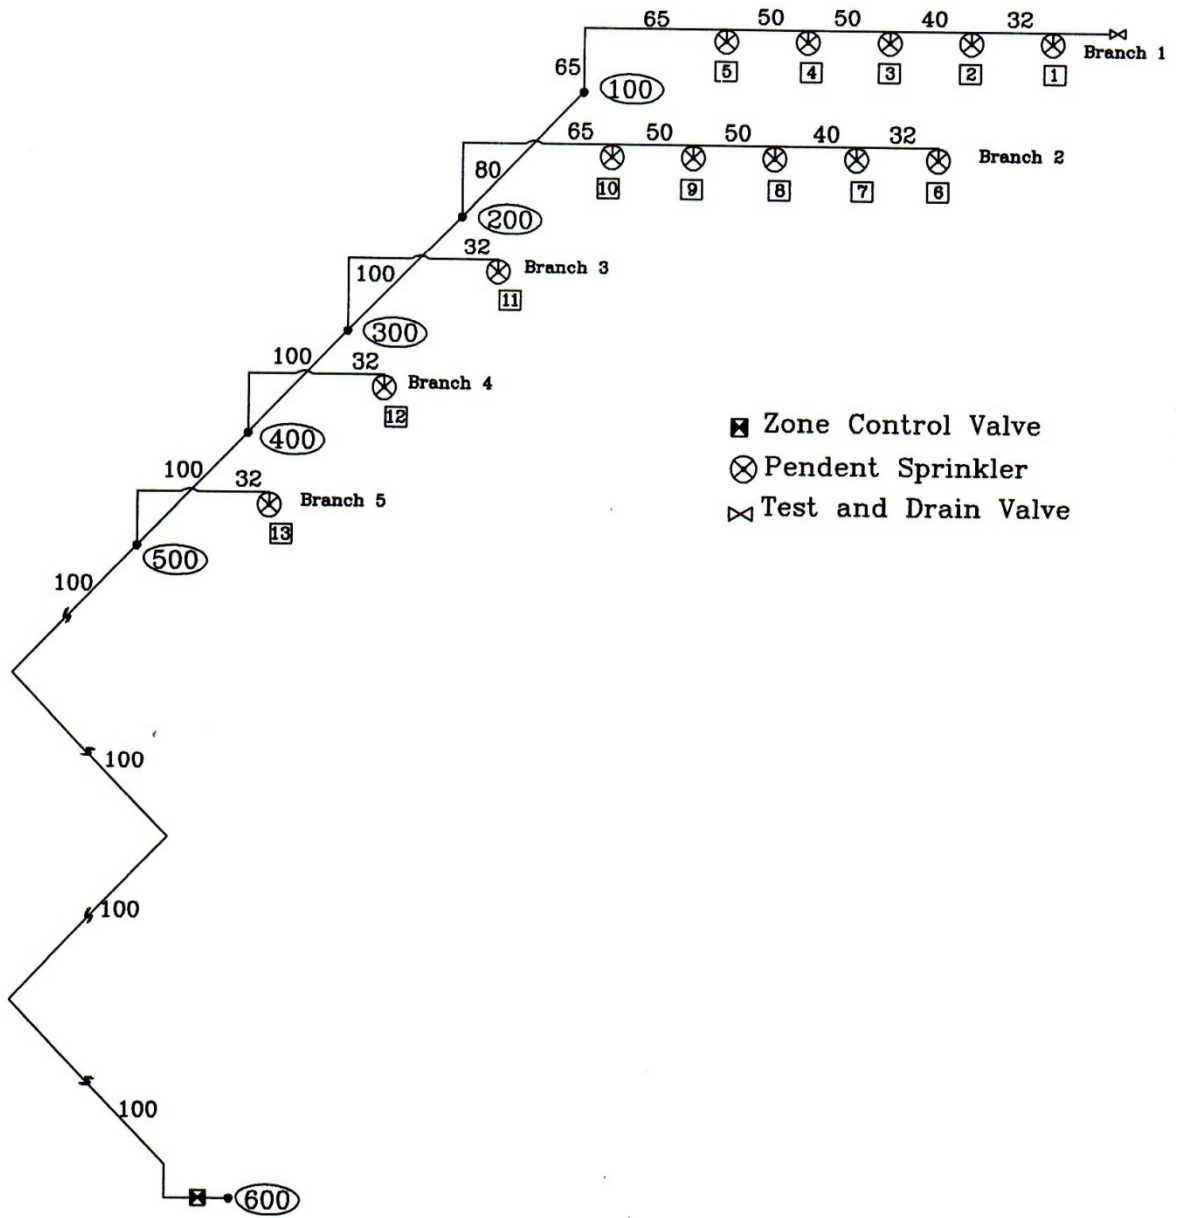 65 50 50 40 32
Branch 1
5 4 3 2 1
65
100
65 50 50 40 32
Branch 2
10 9 8 7 6
80
200
32
Branch 3
100
11
300
100 32
Branch 4
12
400
100 32
Branch 5
13
500
Zone Control Valve
Pendent Sprinkler
Test and Drain Valve
100
100
100
100
600